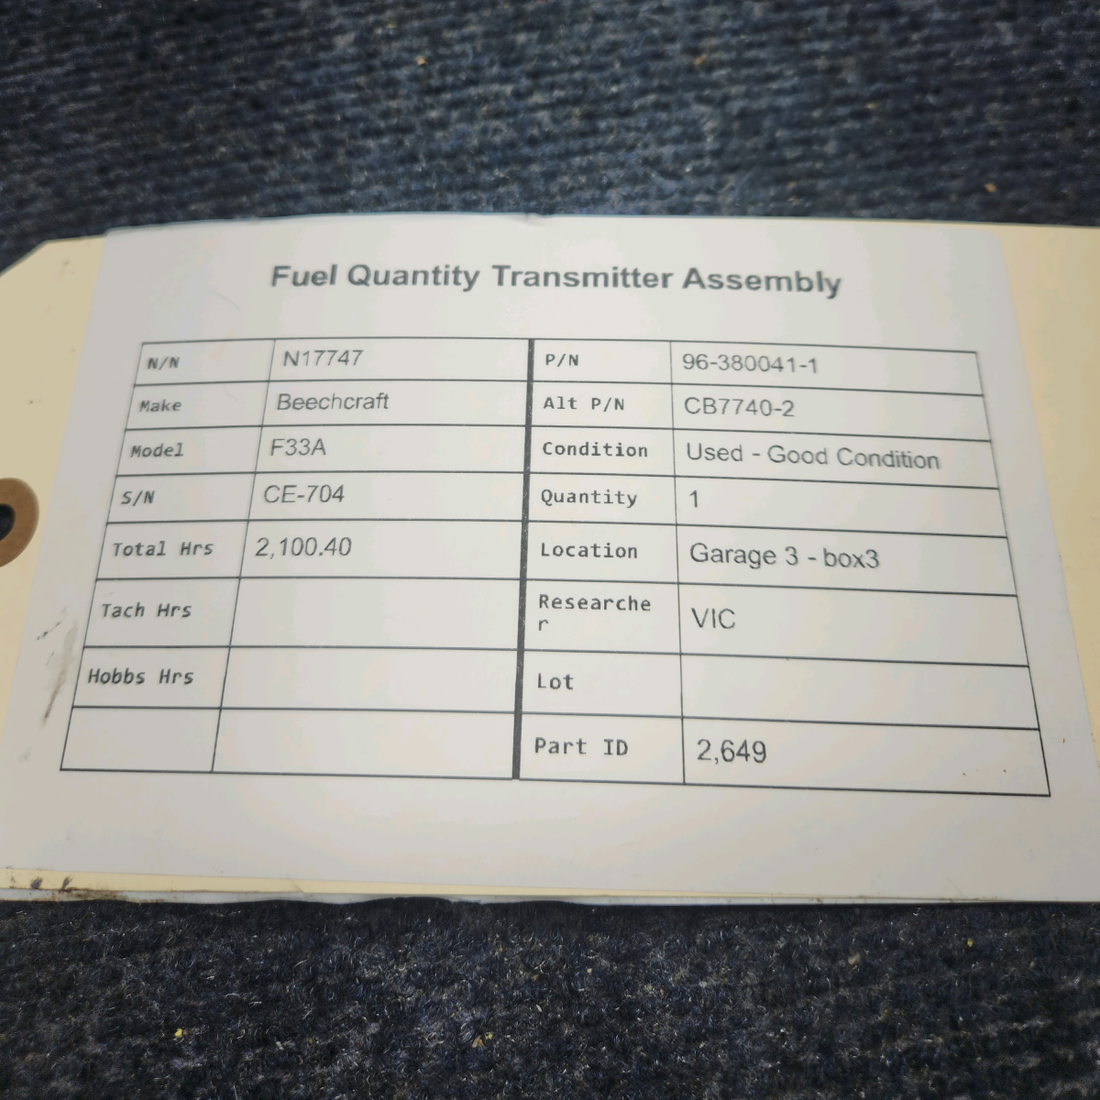 Fuel Quantity Transmitter Assembly
N/N N17747 P/N 96-380041-1
Make Beechcraft Alt P/N CB7740-2
Model F33A Condition Used - Good Condition
S/N CE-704 Quantity 1
Total Hrs 2,100.40 Location Garage 3 - box3
Tach Hrs Researche
r VIC
Hobbs Hrs Lot
Part ID 2,649